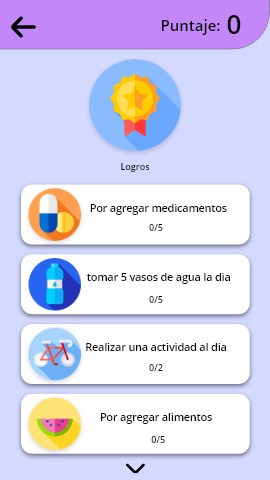 Puntaje: 0
Logros
Por agregar medicamentos
0/5
tomar 5 vasos de agua la dia
0/5
Realizar una actividad al dia
0/2
Por agregar alimentos
0/5